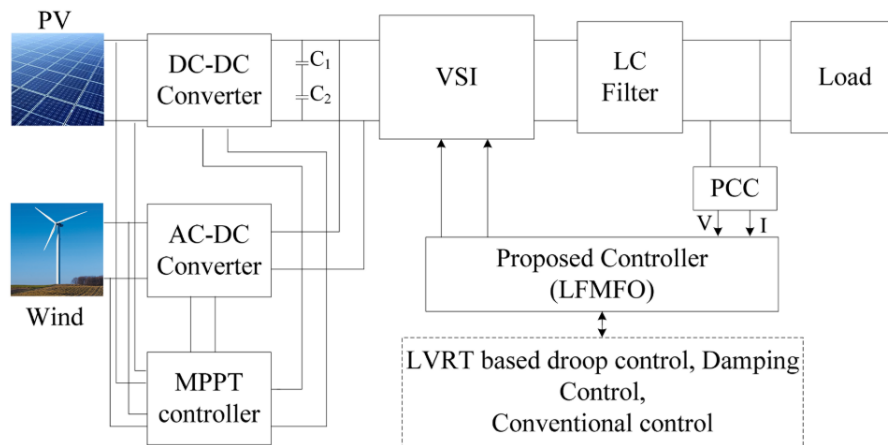 PV
DC-DC
Converter
C1
C2
VSI
LC
Filter
Load
PCC
V
I
AC-DC
Converter
Wind
Proposed Controller
(LFMFO)
MPPT
controller
LVRT based droop control, Damping
Control,
Conventional control